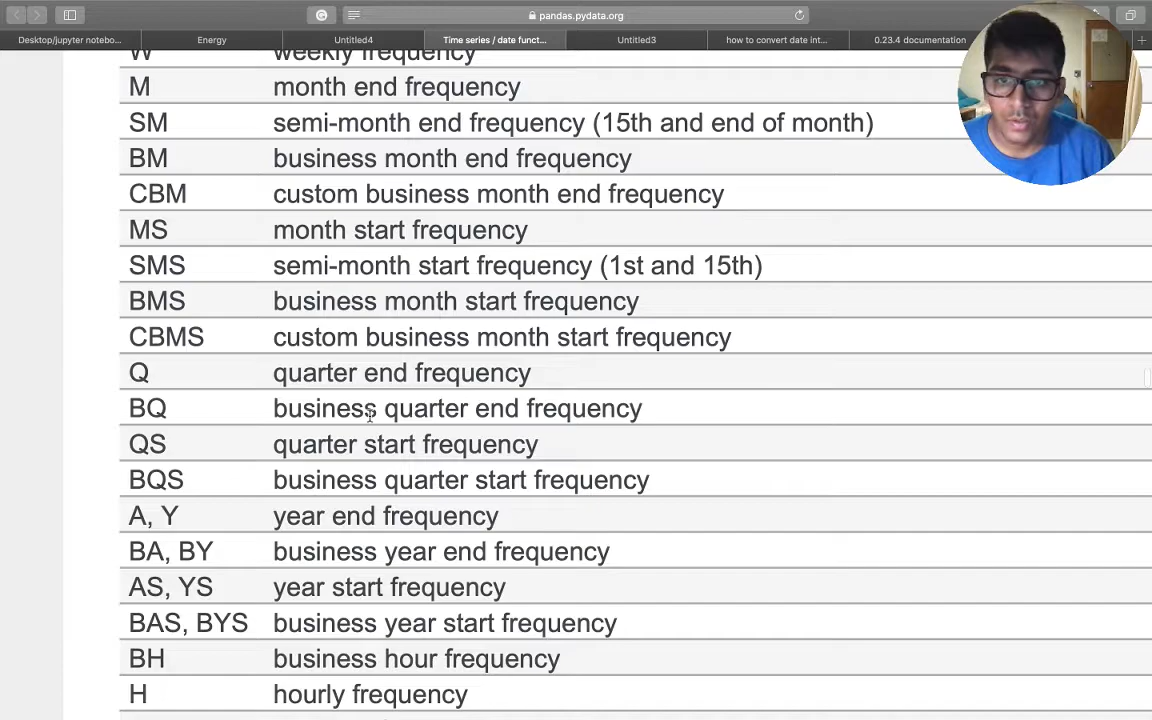 pandas.pydata.org
Desktop/jupyter notebo...
Energy
Untitled4
Time series / date funct...
Untitled3
how to convert date int...
0.23.4 documentation
W weekly frequency
M month end frequency
SM semi-month end frequency (15th and end of month)
BM business month end frequency
CBM custom business month end frequency
MS month start frequency
SMS semi-month start frequency (1st and 15th)
BMS business month start frequency
CBMS custom business month start frequency
Q quarter end frequency
BQ business quarter end frequency
QS quarter start frequency
BQS business quarter start frequency
A, Y year end frequency
BA, BY business year end frequency
AS, YS year start frequency
BAS, BYS business year start frequency
BH business hour frequency
H hourly frequency